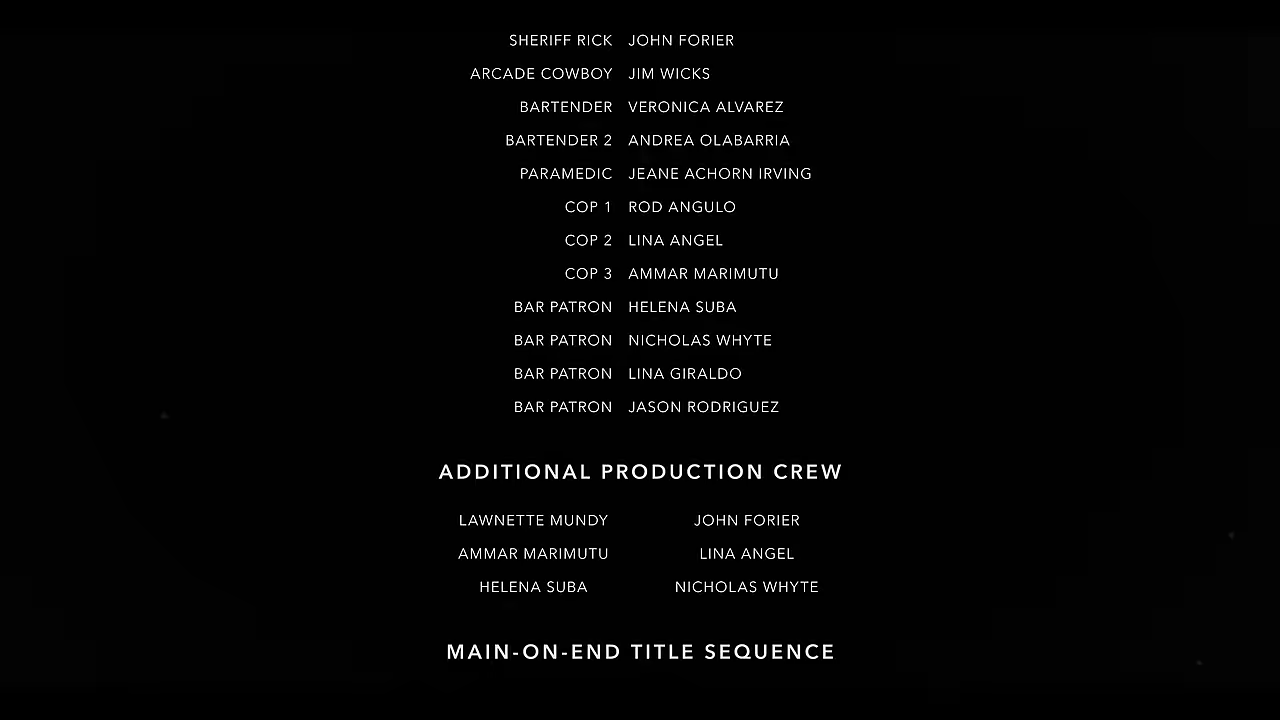 SHERIFF RICK JOHN FORIER
ARCADE COWBOY JIM WICKS
BARTENDER VERONICA ALVAREZ
BARTENDER 2 ANDREA OLABARRIA
PARAMEDIC JEANE ACHORN IRVING
COP 1 ROD ANGULO
COP 2 LINA ANGEL
COP 3 AMMAR MARIMUTU
BAR PATRON HELENA SUBA
BAR PATRON NICHOLAS WHYTE
BAR PATRON LINA GIRALDO
BAR PATRON JASON RODRIGUEZ
ADDITIONAL PRODUCTION CREW
LAWNETTE MUNDY JOHN FORIER
AMMAR MARIMUTU LINA ANGEL
HELENA SUBA NICHOLAS WHYTE
MAIN-ON-END TITLE SEQUENCE